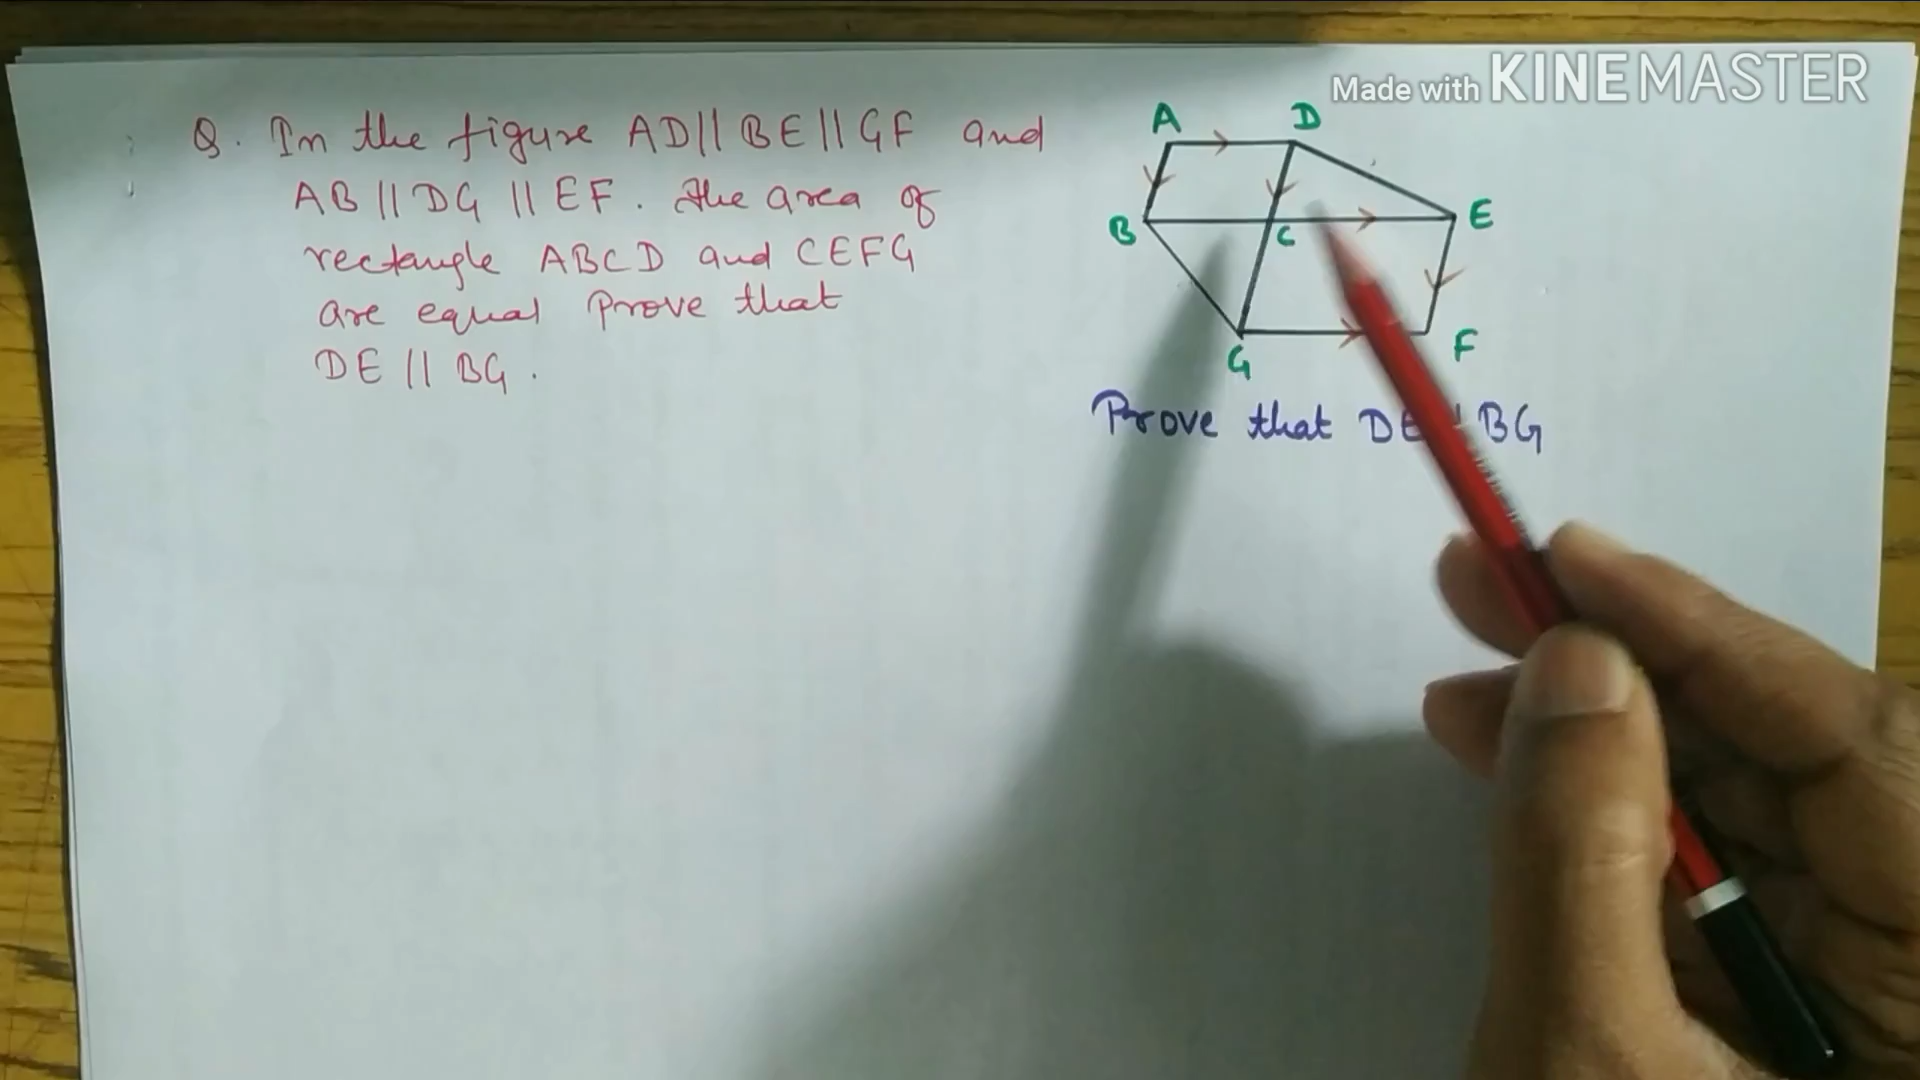 Made with KINEMASTER
Q. In the figure AD || BE || GF and
AB || DG || EF. The area of
rectangle ABCD and CEFG
are equal Prove that
DE || BG.
A D
B C E
G F
Prove that DE BG